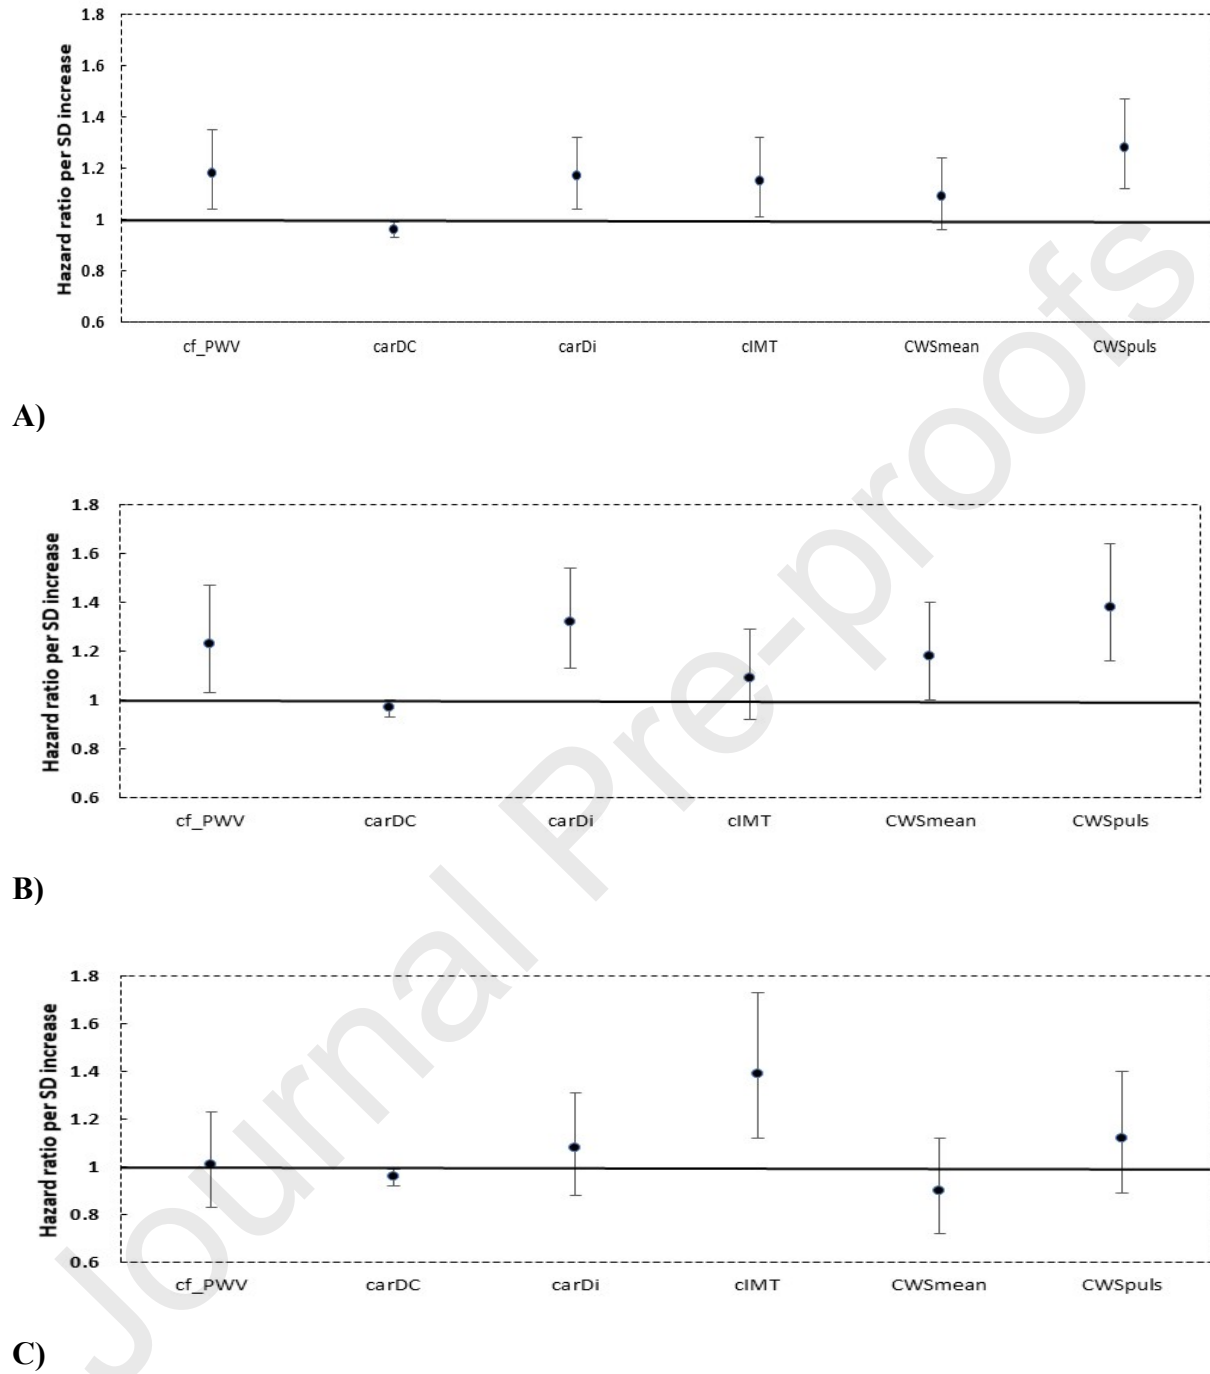 1.8
1.6
1.4
1.2
1
0.8
0.6
Hazard ratio per SD increase
cf_PWV carDC carDi cIMT CWSmean CWSpuls
A)
1.8
1.6
1.4
1.2
1
0.8
0.6
Hazard ratio per SD increase
cf_PWV carDC carDi cIMT CWSmean CWSpuls
B)
1.8
1.6
1.4
1.2
1
0.8
0.6
Hazard ratio per SD increase
cf_PWV carDC carDi cIMT CWSmean CWSpuls
C)
Journal Pre-proofs